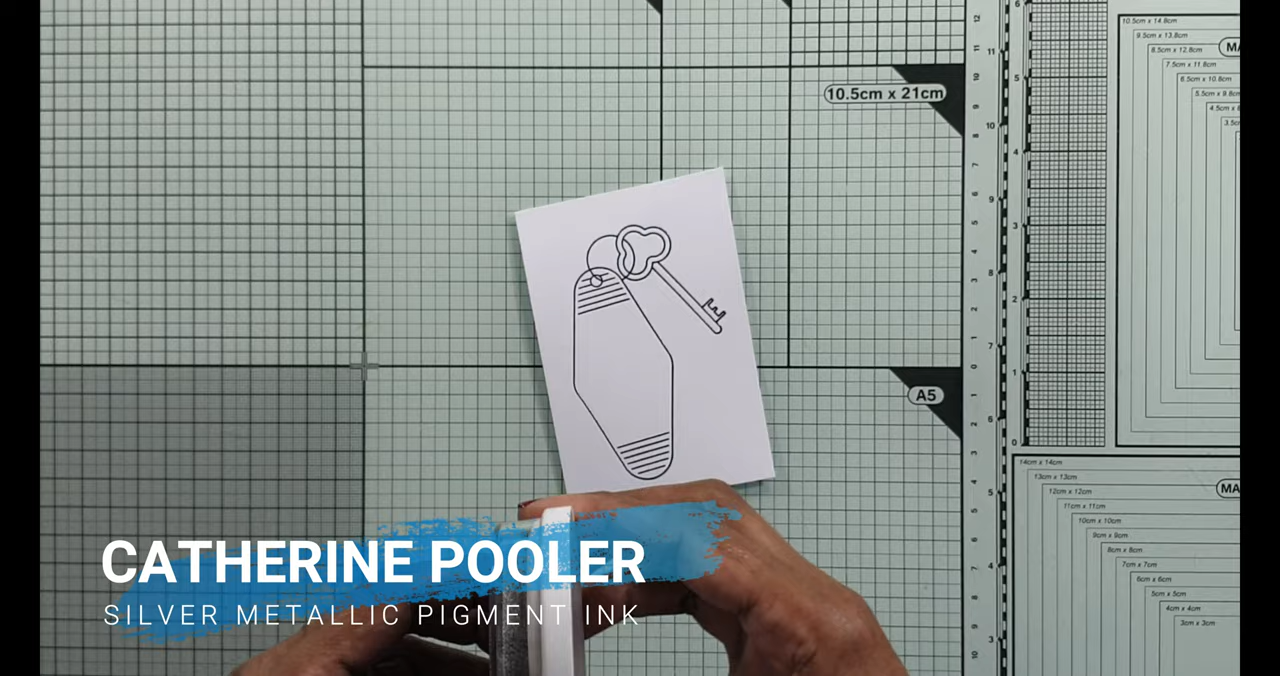 10.5cm x 21cm
A5
10.5cm x 14.8cm
9.5cm x 13.8cm
8.5cm x 12.8cm
7.5cm x 11.8cm
6.5cm x 10.8cm
MA
14cm x 14cm
13cm x 13cm
12cm x 12cm
11cm x 11cm
10cm x 10cm
9cm x 9cm
8cm x 8cm
7cm x 7cm
6cm x 6cm
5cm x 5cm
4cm x 4cm
3cm x 3cm
MA
CATHERINE POOLER
SILVER METALLIC PIGMENT INK